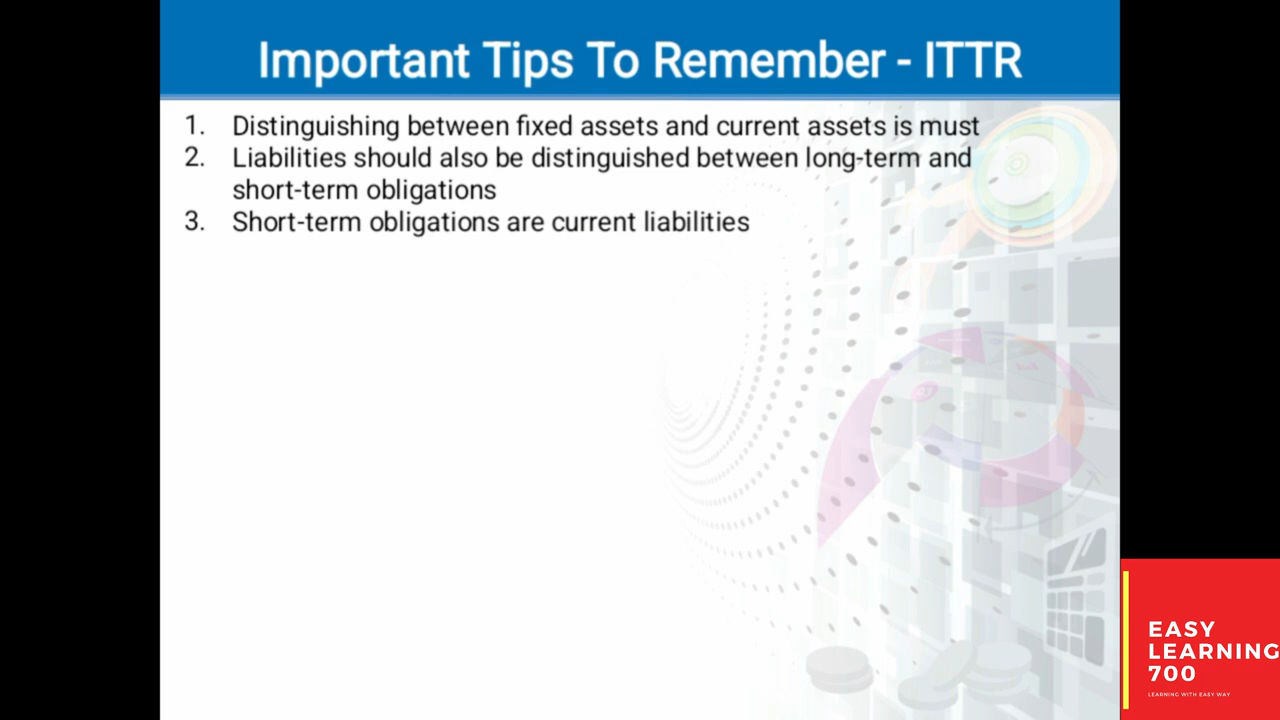 Important Tips To Remember - ITTR
1. Distinguishing between fixed assets and current assets is must
2. Liabilities should also be distinguished between long-term and
short-term obligations
3. Short-term obligations are current liabilities
EASY
LEARNING
700
LEARNING WITH EASY WAY